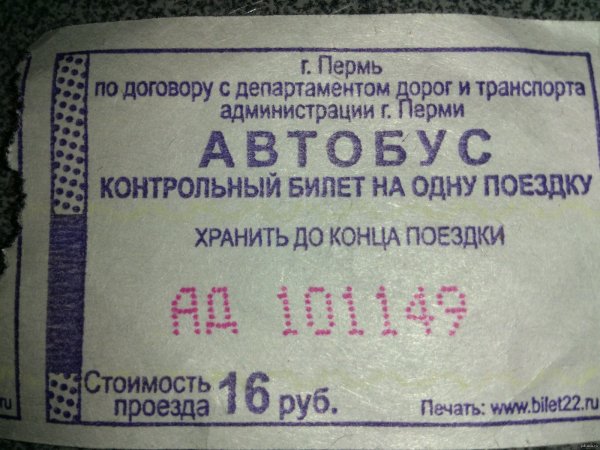 г. Пермь
по договору с департаментом дорог и транспорта
администрации г. Перми
АВТОБУС
КОНТРОЛЬНЫЙ БИЛЕТ НА ОДНУ ПОЕЗДКУ
ХРАНИТЬ ДО КОНЦА ПОЕЗДКИ
АД 101149
Стоимость
проезда 16 руб.
Печать: www.bilet22.ru
ru